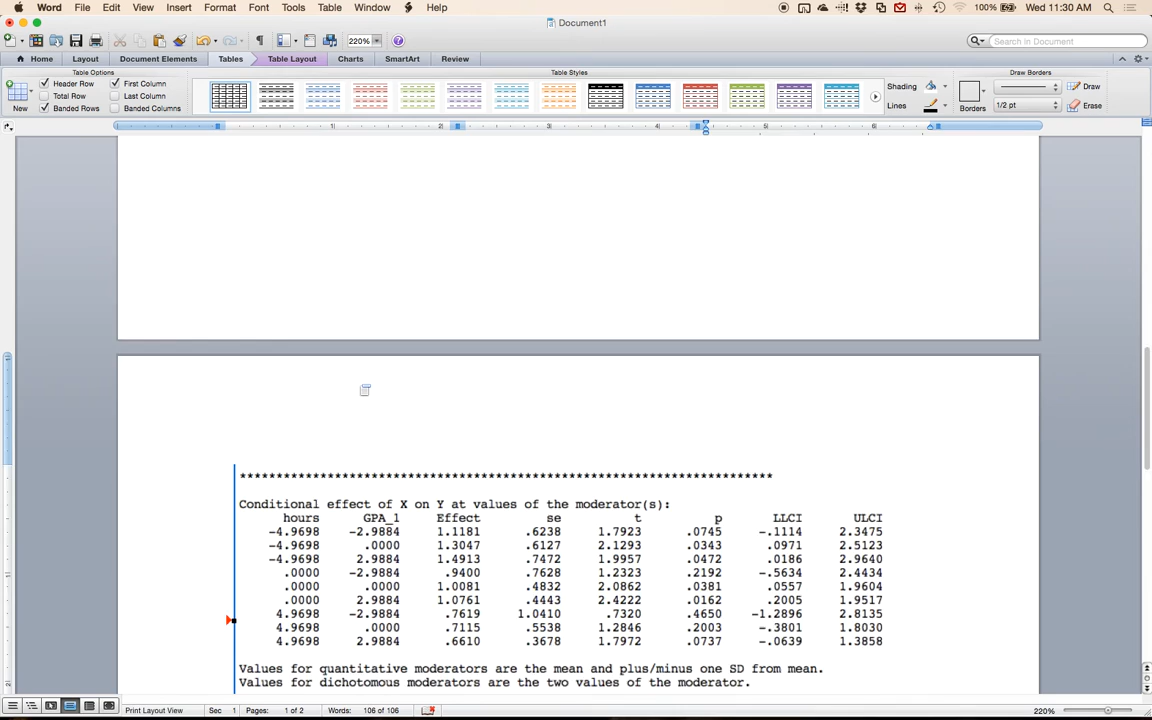 Word File Edit View Insert Format Font Tools Table Window Help 100% Wed 11:30 AM
Document1
220% Search in Document
Home Layout Document Elements Tables Table Layout Charts SmartArt Review
Table Options Table Styles Draw Borders
Header Row First Column
Total Row Last Column
Banded Rows Banded Columns
New
Shading
Lines
Borders
Draw
1/2 pt
Erase
1 2 3 4 5 6
**************************************************************************
Conditional effect of X on Y at values of the moderator(s):
hours GPA_1 Effect se t p LLCI ULCI
-4.9698 -2.9884 1.1181 .6238 1.7923 .0745 -.1114 2.3475
-4.9698 .0000 1.3047 .6127 2.1293 .0343 .0971 2.5123
-4.9698 2.9884 1.4913 .7472 1.9957 .0472 .0186 2.9640
.0000 -2.9884 .9400 .7628 1.2323 .2192 -.5634 2.4434
.0000 .0000 1.0081 .4832 2.0862 .0381 .0557 1.9604
.0000 2.9884 1.0761 .4443 2.4222 .0162 .2005 1.9517
4.9698 -2.9884 .7619 1.0410 .7320 .4650 -1.2896 2.8135
4.9698 .0000 .7115 .5538 1.2846 .2003 -.3801 1.8030
4.9698 2.9884 .6610 .3678 1.7972 .0737 -.0639 1.3858
Values for quantitative moderators are the mean and plus/minus one SD from mean.
Values for dichotomous moderators are the two values of the moderator.
Print Layout View Sec 1 Pages: 1 of 2 Words: 106 of 106 220%